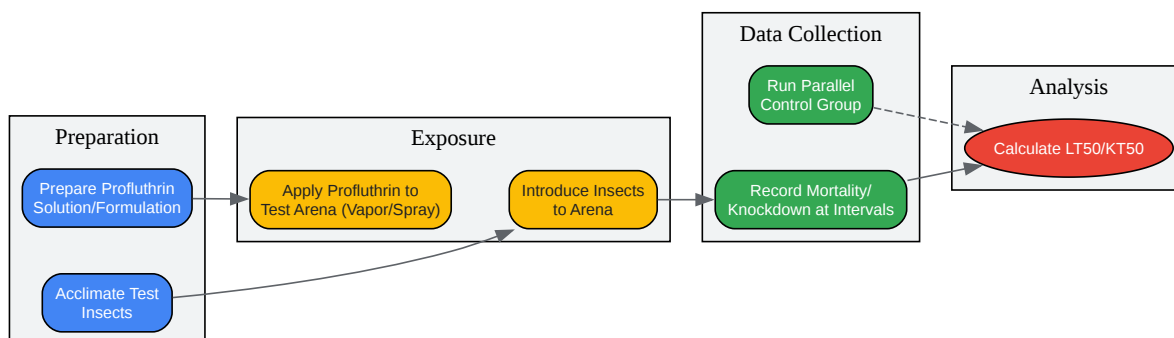 Preparation
Prepare Profluthrin
Solution/Formulation
Acclimate Test
Insects
Exposure
Apply Profluthrin to
Test Arena (Vapor/Spray)
Introduce Insects
to Arena
Data Collection
Run Parallel
Control Group
Record Mortality/
Knockdown at Intervals
Analysis
Calculate LT50/KT50